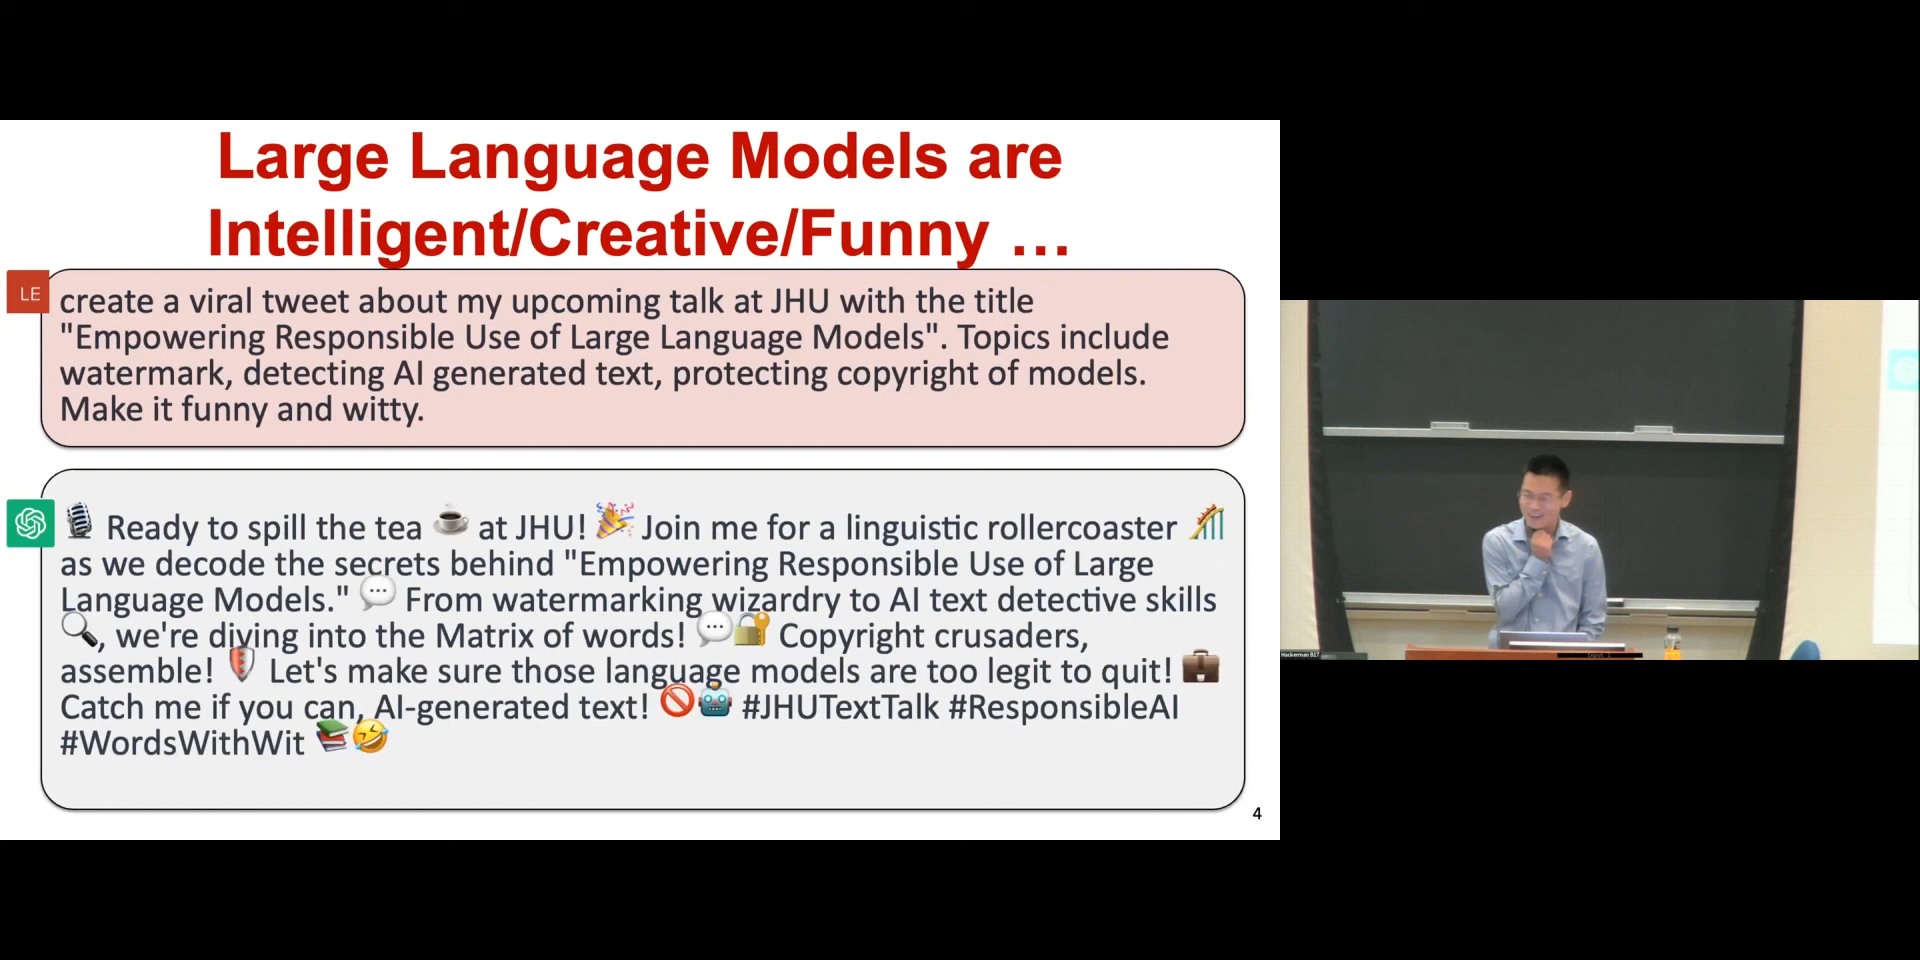 Large Language Models are
Intelligent/Creative/Funny …
LE
create a viral tweet about my upcoming talk at JHU with the title
"Empowering Responsible Use of Large Language Models". Topics include
watermark, detecting AI generated text, protecting copyright of models.
Make it funny and witty.
🎙️ Ready to spill the tea ☕ at JHU! 🎉 Join me for a linguistic rollercoaster 🎢
as we decode the secrets behind "Empowering Responsible Use of Large
Language Models." 💬 From watermarking wizardry to AI text detective skills
🔍, we're diving into the Matrix of words! 💬🔐 Copyright crusaders,
assemble! 🛡️ Let's make sure those language models are too legit to quit! 💼
Catch me if you can, AI-generated text! 🚫🤖 #JHUTextTalk #ResponsibleAI
#WordsWithWit 📚🤣
4
Hackerman B17